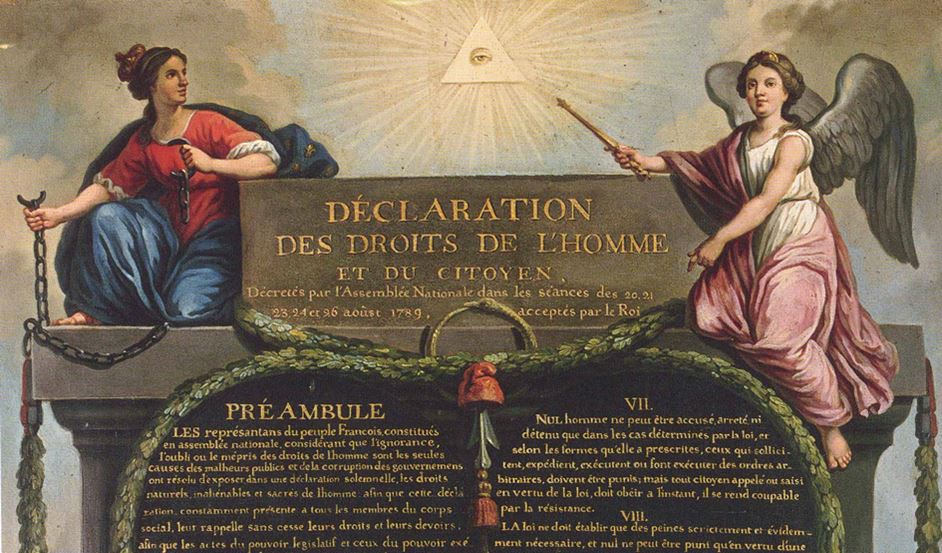 DÉCLARATION
DES DROITS DE L'HOMME
ET DU CITOYEN,
Décretés par l'Assemblée Nationale dans les séances des 20, 21
23, 24 et 26 aoûst 1789, acceptés par le Roi
PRÉAMBULE
LES représantans du peuple Francois, constitués
en assemblée nationale, considérant que l'ignorance,
l'oubli ou le mépris des droits de l'homme sont les seules
causes des malheurs publics et de la corruption des gouvernemens
ont résolu d'exposer dans une déclaration solemnelle, les droits
naturels, inaliénables et sacrés de l'homme: afin que cette décla
ration, constamment présente a tous les membres du corps
social, leur rappelle sans cesse leurs droits et leurs devoirs,
afin que les actes du pouvoir législatif et ceux du pouvoir exé
VII.
NUL homme ne peut être accusé, arreté, ni
détenu que dans les cas déterminés par la loi, et
selon les formes qu'elle a prescrites, ceux qui sollici-
tent, expédient, exécutent ou font exécuter des ordres ar-
bitraires, doivent être punis; mais tout citoyen appelé ou saisi
en vertu de la loi, doit obéir a l'instant, il se rend coupable
par la résistance.
VIII.
LA loi ne doit établir que des peines strictement et évidem-
ment nécessaire, et nul ne peut être puni qu'en vertu d'une